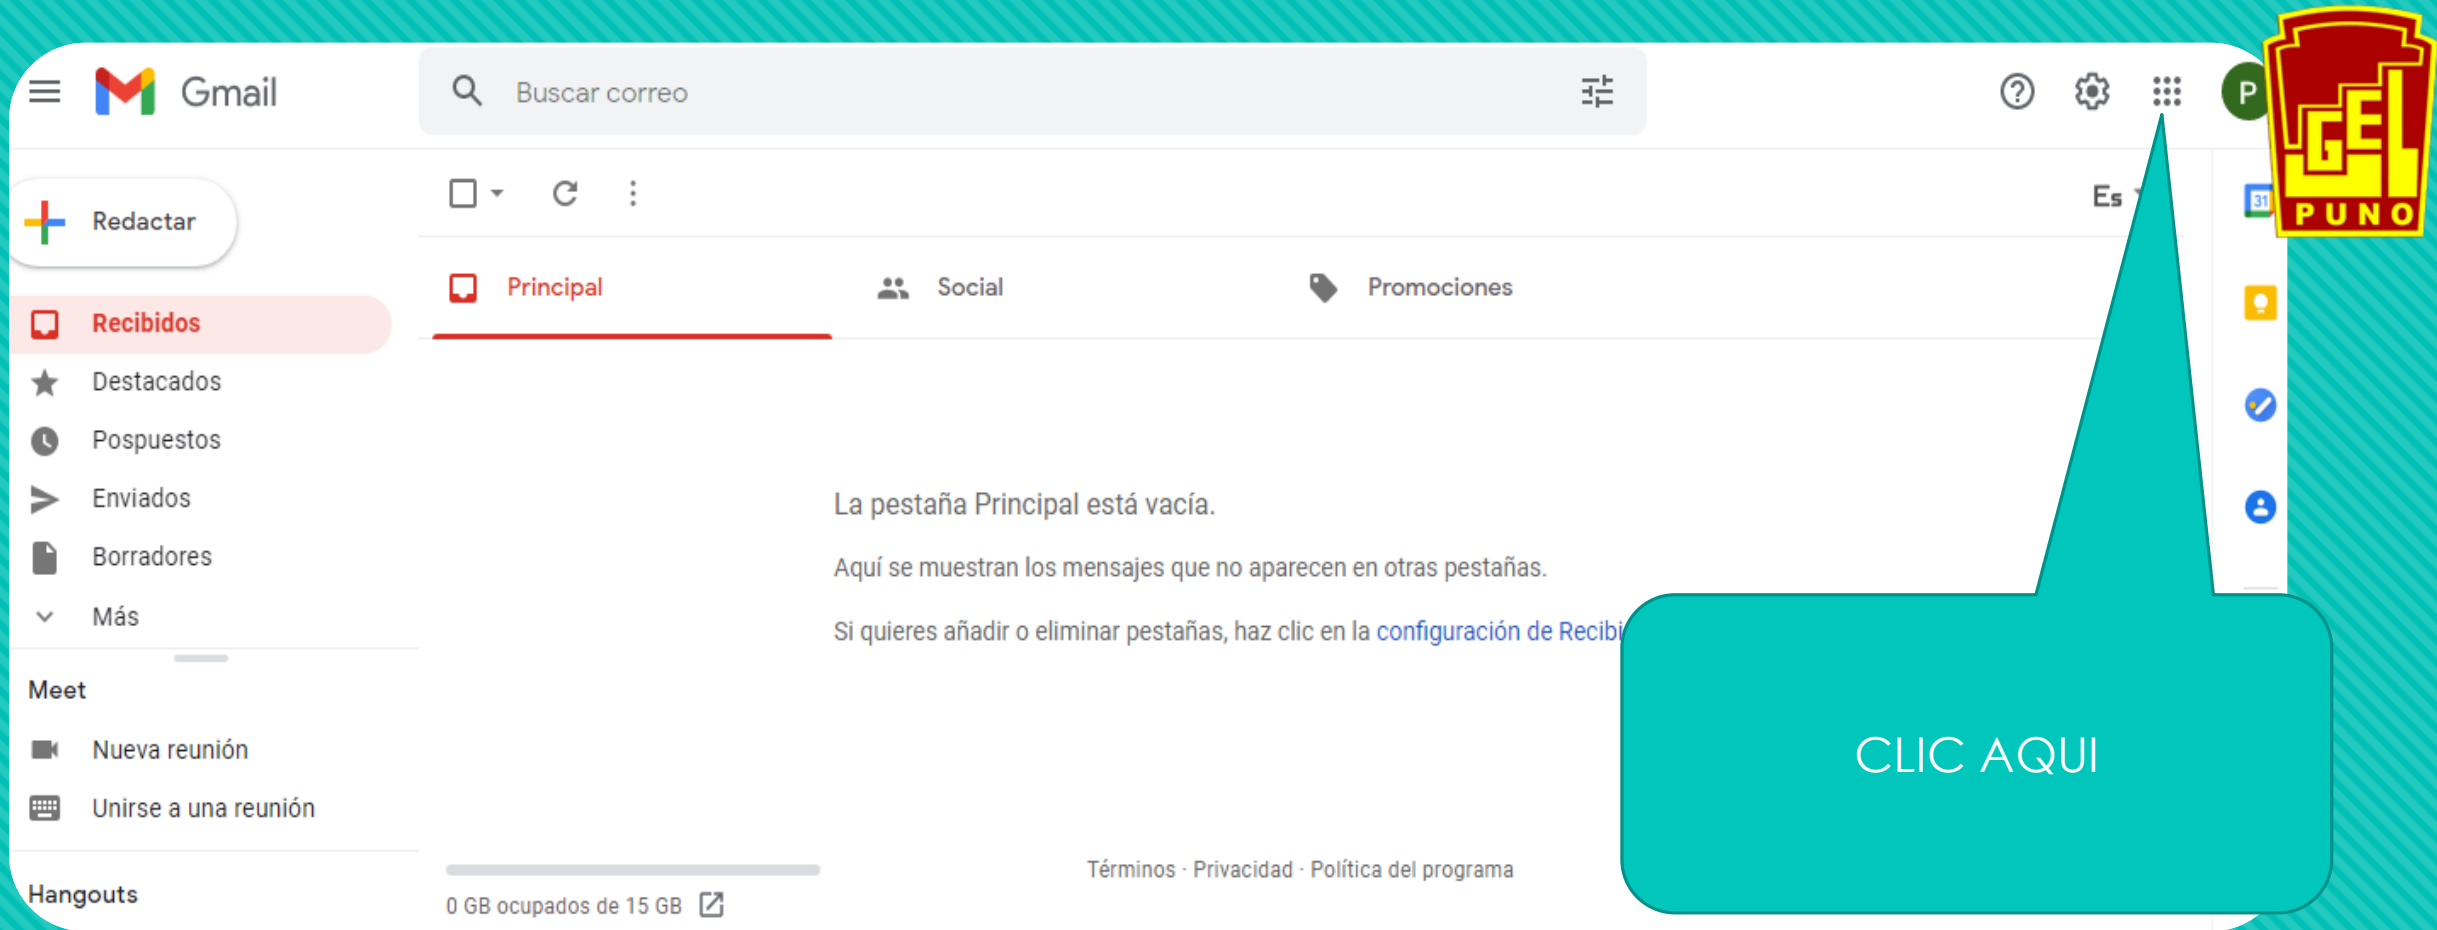 Gmail
Buscar correo
P
GEL
PUNO
Redactar
Es
31
Principal
Social
Promociones
Recibidos
Destacados
Pospuestos
Enviados
Borradores
Más
La pestaña Principal está vacía.
Aquí se muestran los mensajes que no aparecen en otras pestañas.
Si quieres añadir o eliminar pestañas, haz clic en la configuración de Recibi
Meet
Nueva reunión
Unirse a una reunión
Hangouts
CLIC AQUI
Términos · Privacidad · Política del programa
0 GB ocupados de 15 GB